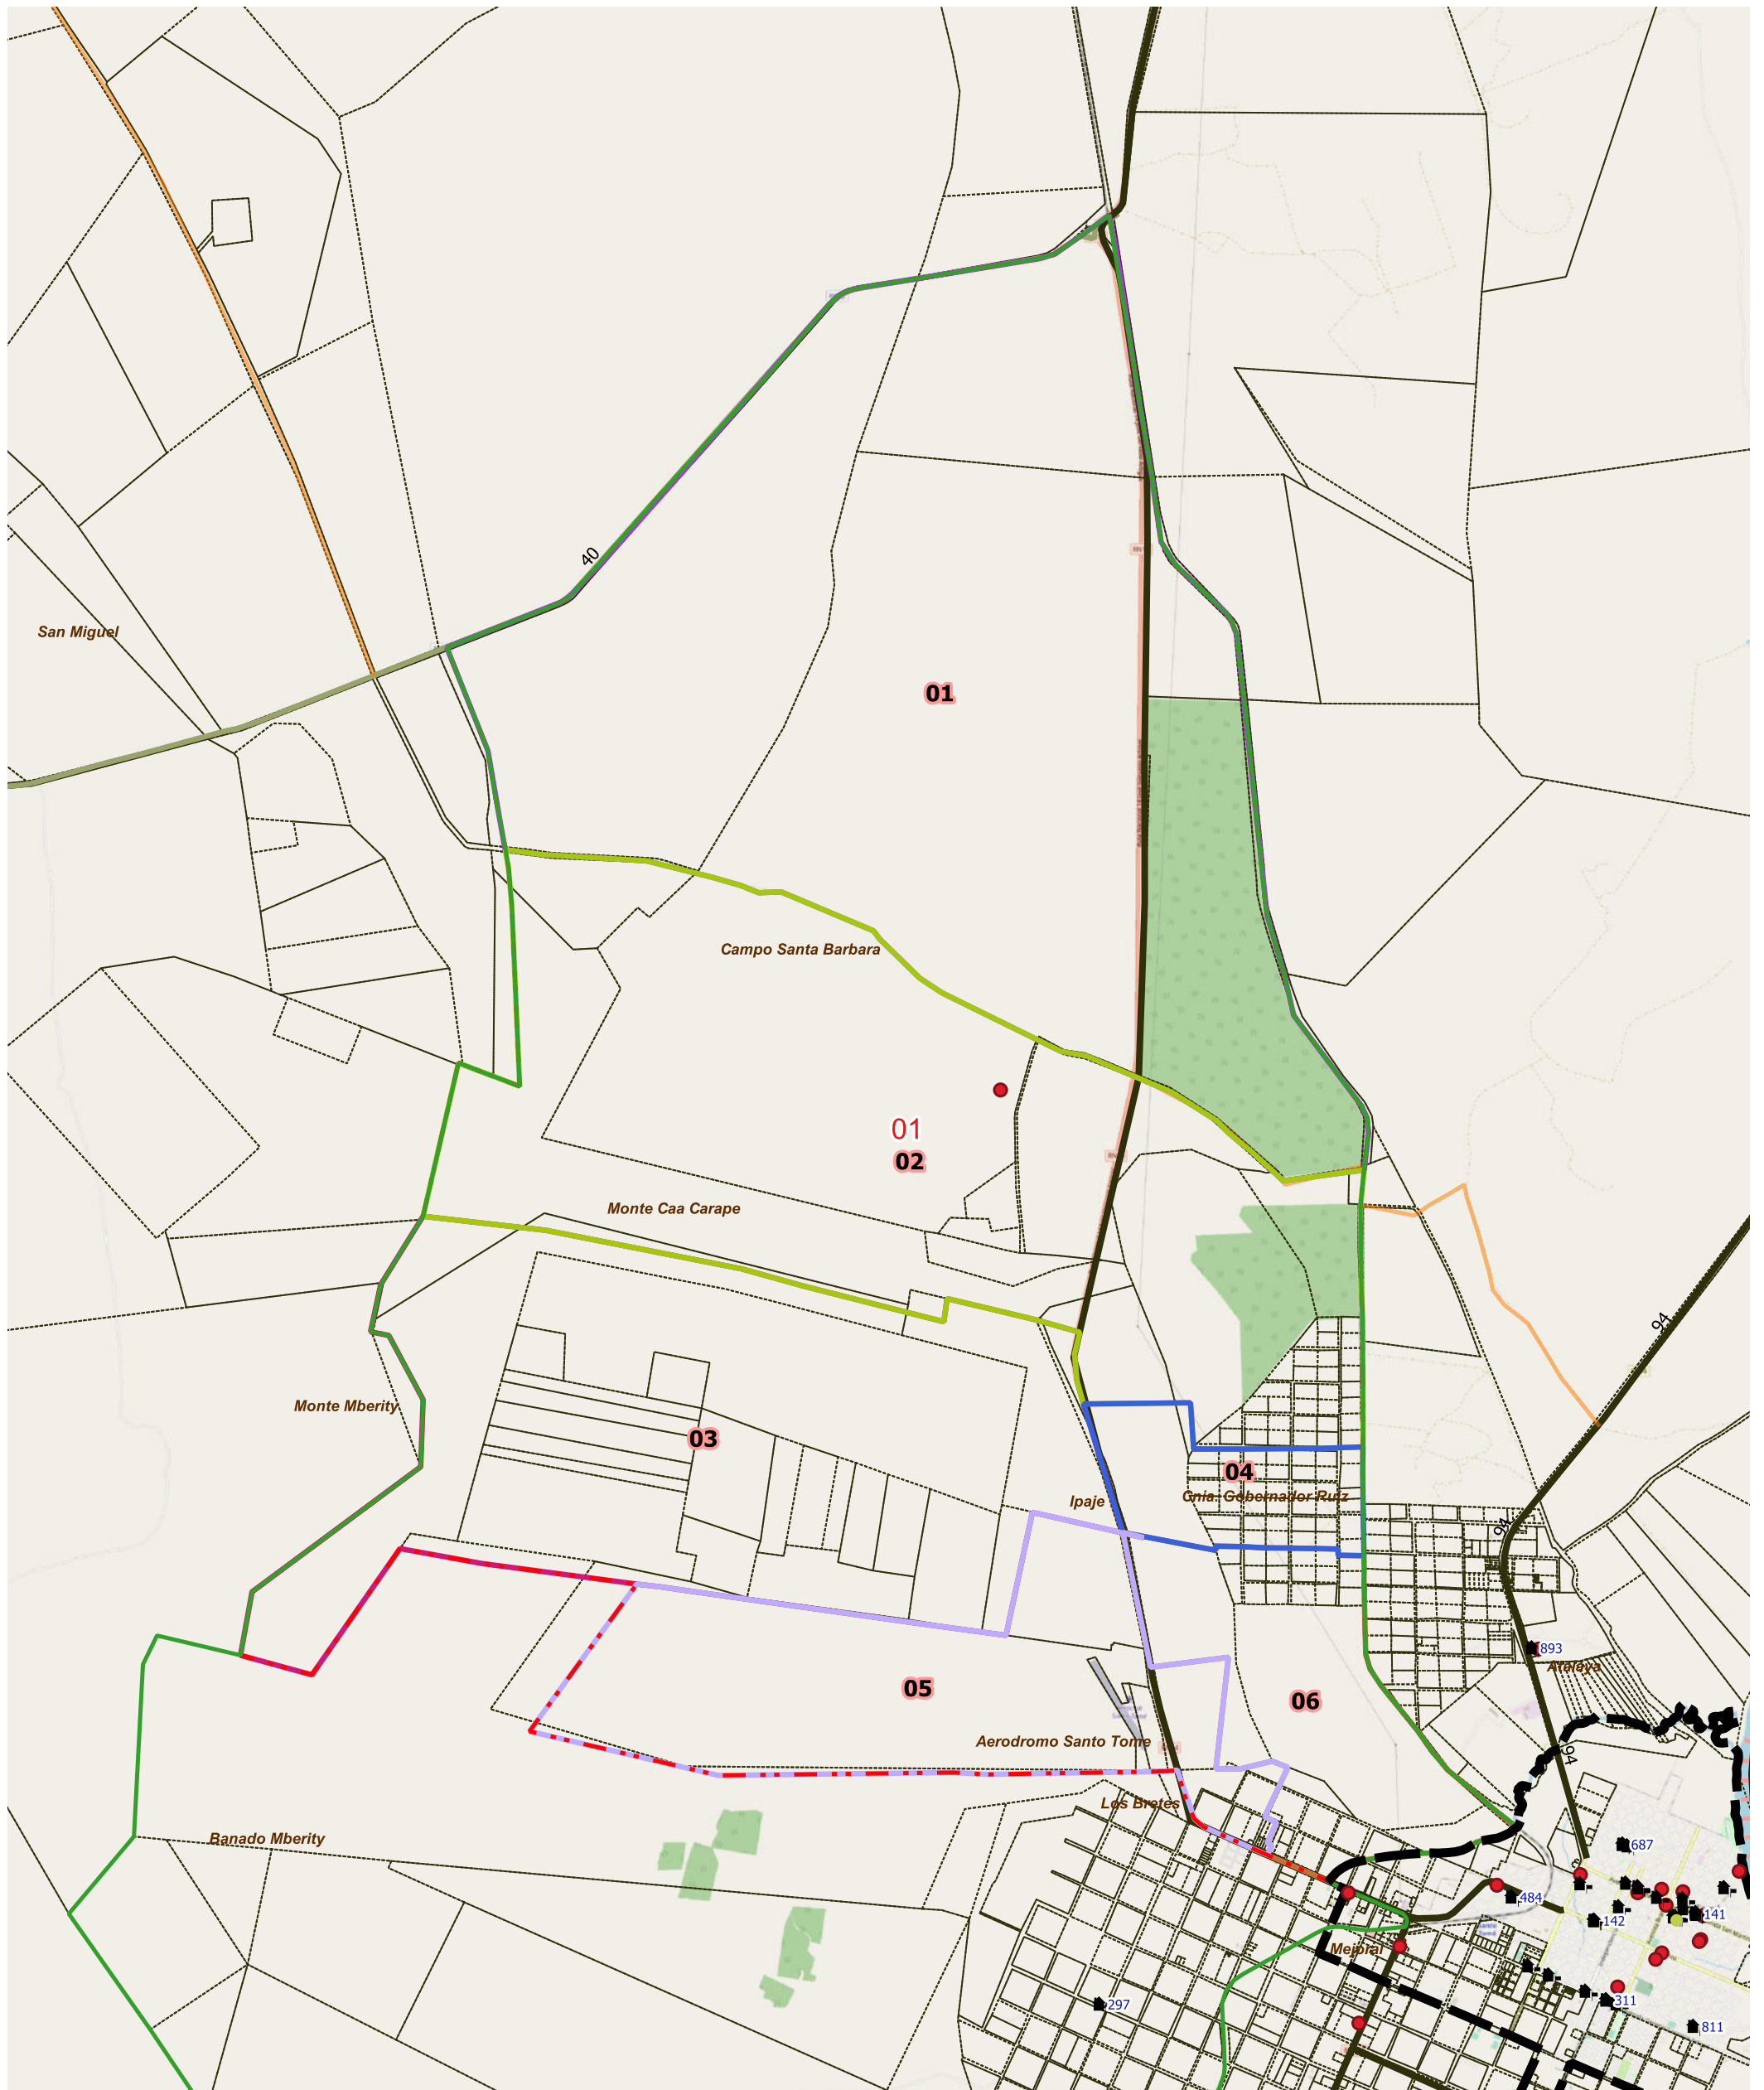 40
San Miguel
01
Campo Santa Barbara
01
02
Monte Caa Carape
94
Monte Mberity
03
04
Cnia. Gobernador Ruiz
Ipaje
94
893
Atalaya
05
06
Aerodromo Santo Tome
94
Los Bretes
Banado Mberity
687
484
142
141
Mejoral
297
311
811